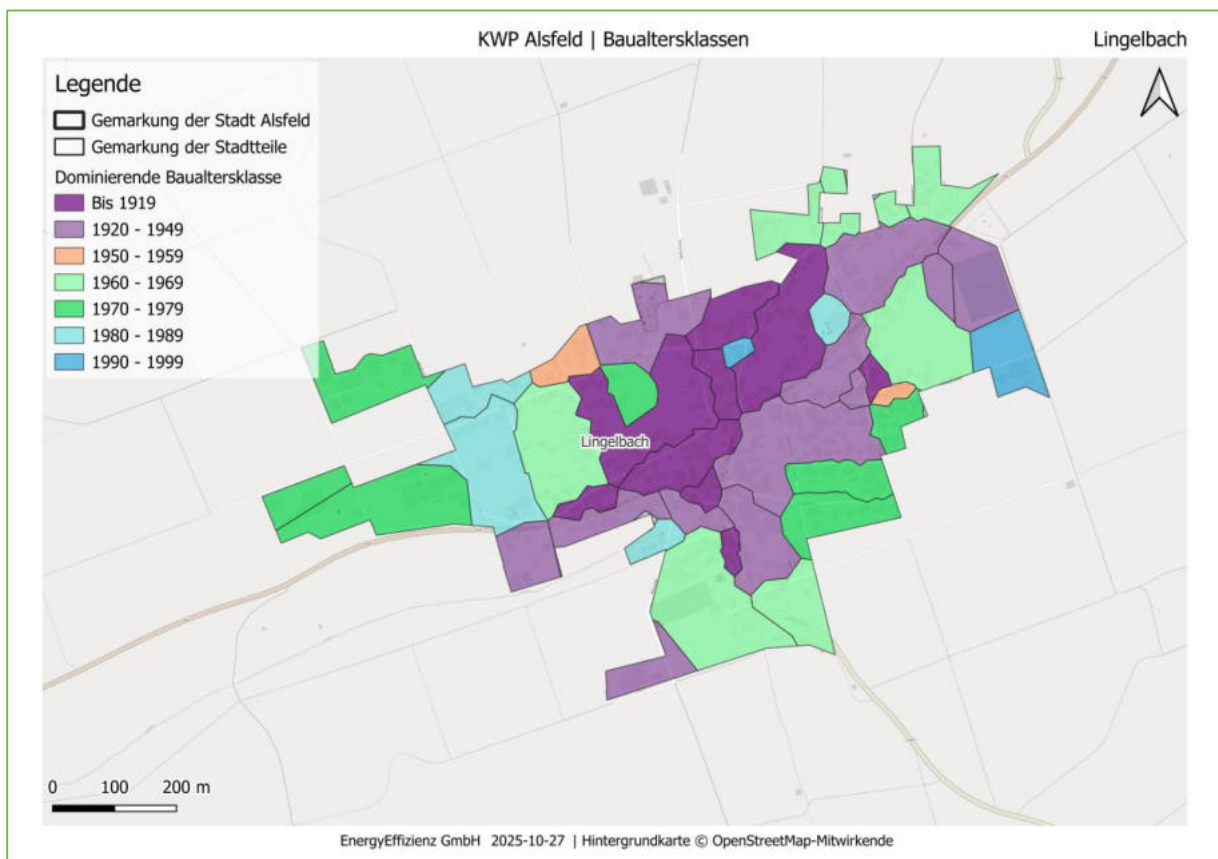 KWP Alsfeld | Baualtersklassen
Lingelbach
Legende
Gemarkung der Stadt Alsfeld
Gemarkung der Stadtteile
Dominierende Baualtersklasse
Bis 1919
1920 - 1949
1950 - 1959
1960 - 1969
1970 - 1979
1980 - 1989
1990 - 1999
Lingelbach
0 100 200 m
EnergyEffizienz GmbH 2025-10-27 | Hintergrundkarte © OpenStreetMap-Mitwirkende